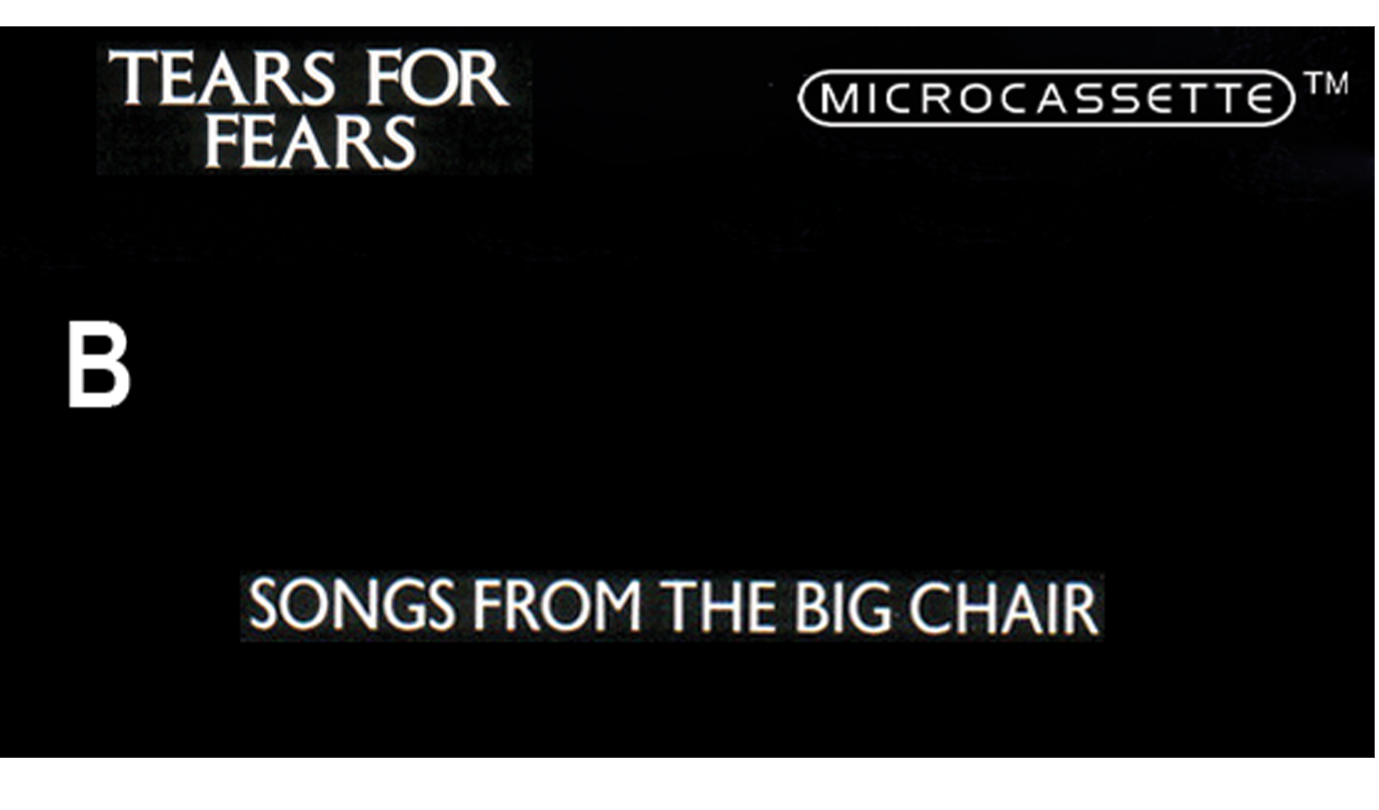 TEARS FOR
FEARS
MICROCASSETTE™
B
SONGS FROM THE BIG CHAIR